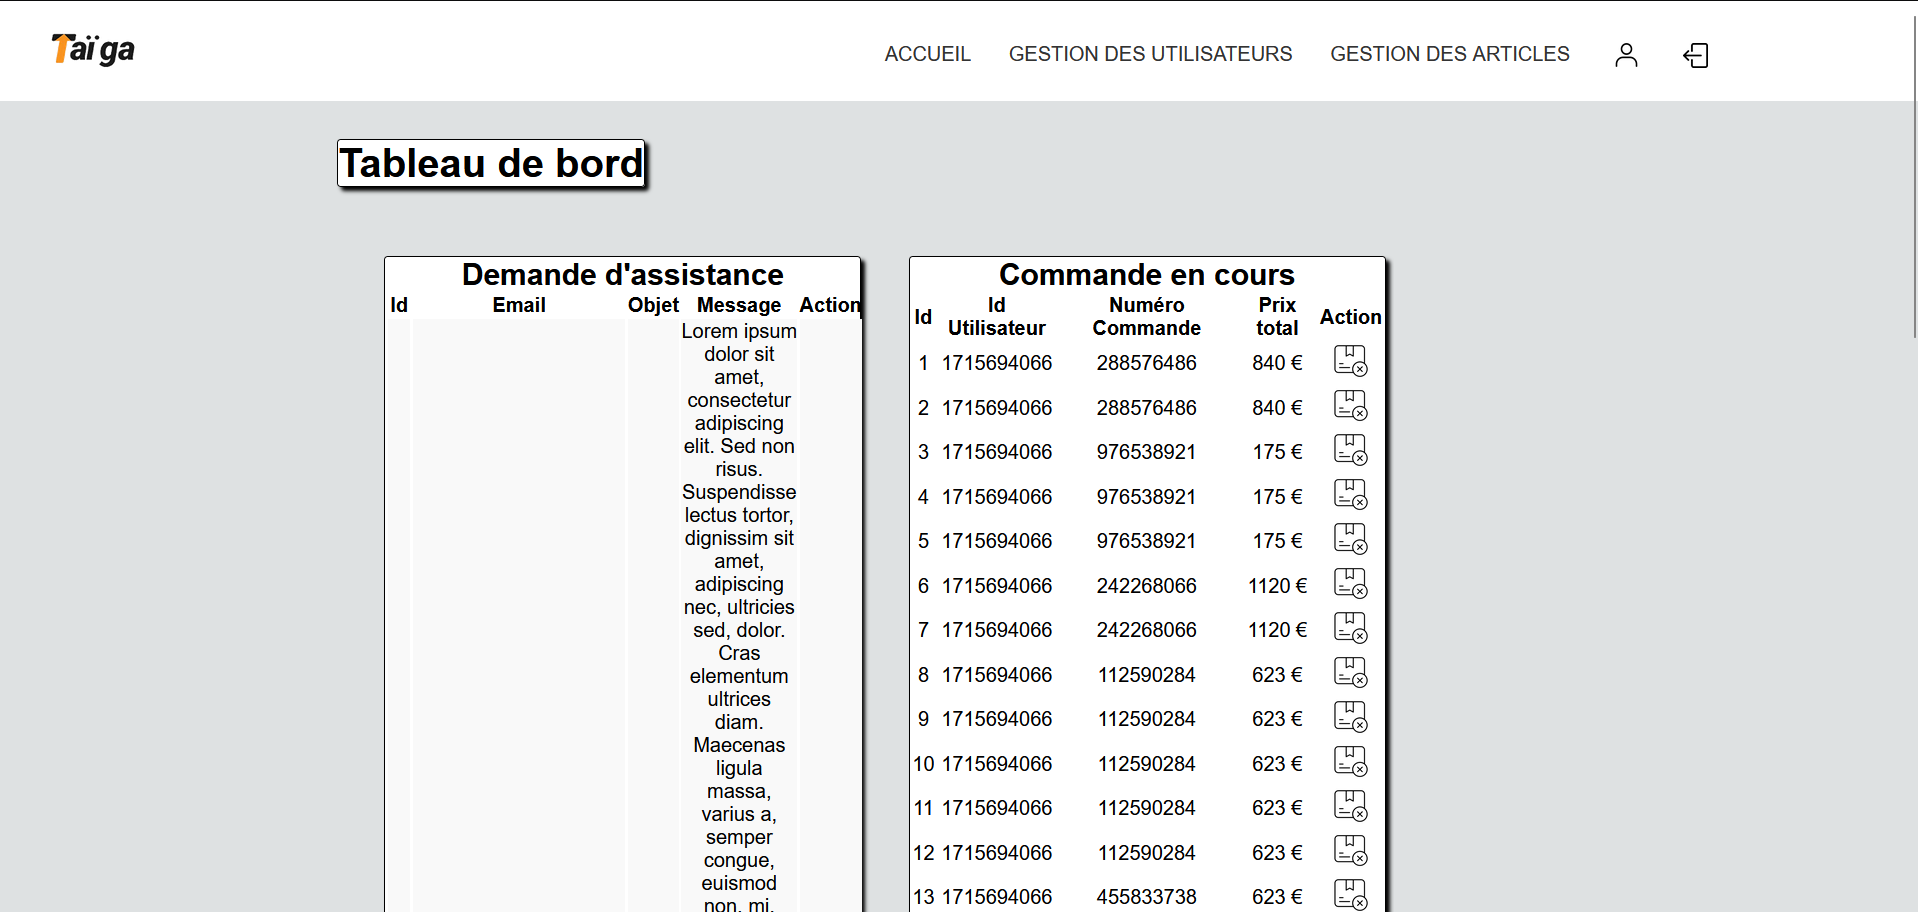 Taïga
ACCUEIL GESTION DES UTILISATEURS GESTION DES ARTICLES
Tableau de bord
Demande d'assistance
Id Email Objet Message Action
Lorem ipsum
dolor sit
amet,
consectetur
adipiscing
elit. Sed non
risus.
Suspendisse
lectus tortor,
dignissim sit
amet,
adipiscing
nec, ultricies
sed, dolor.
Cras
elementum
ultrices
diam.
Maecenas
ligula
massa,
varius a,
semper
congue,
euismod
non, mi.
Commande en cours
Id Id Utilisateur Numéro Commande Prix total Action
1 1715694066 288576486 840 €
2 1715694066 288576486 840 €
3 1715694066 976538921 175 €
4 1715694066 976538921 175 €
5 1715694066 976538921 175 €
6 1715694066 242268066 1120 €
7 1715694066 242268066 1120 €
8 1715694066 112590284 623 €
9 1715694066 112590284 623 €
10 1715694066 112590284 623 €
11 1715694066 112590284 623 €
12 1715694066 112590284 623 €
13 1715694066 455833738 623 €